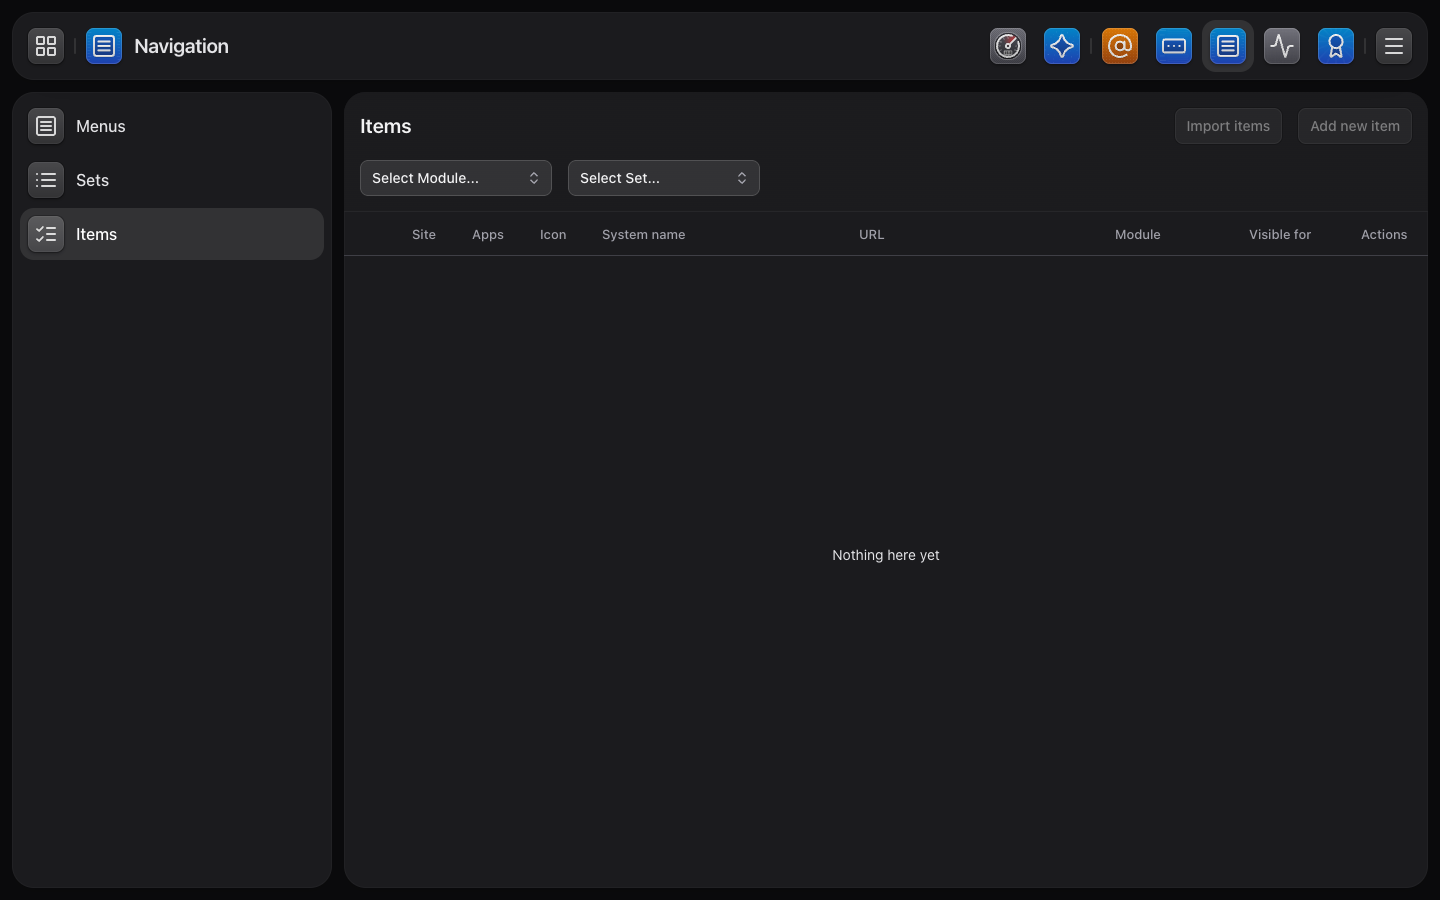 Navigation
Menus
Sets
Items
Items
Import items
Add new item
Select Module...
Select Set...
Site Apps Icon System name URL Module Visible for Actions
Nothing here yet